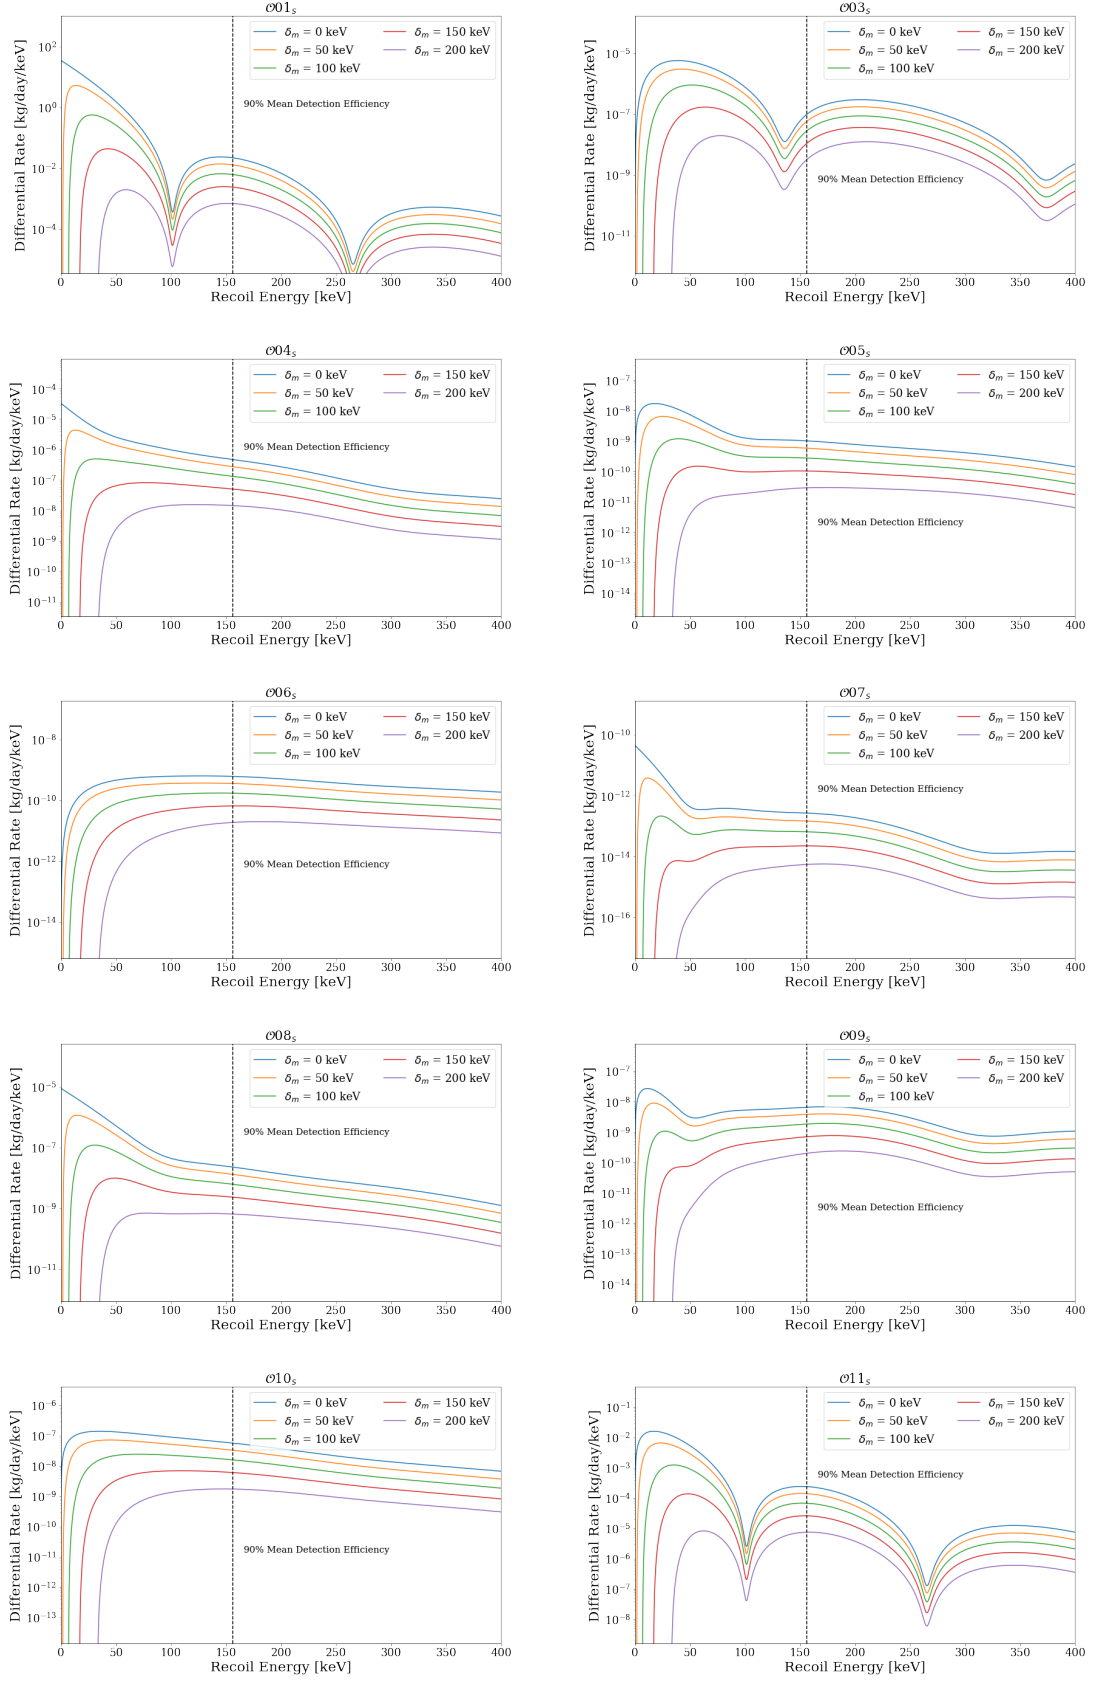 𝒪01ₛ
Differential Rate [kg/day/keV]
10²
10⁰
10⁻²
10⁻⁴
δₘ = 0 keV
δₘ = 50 keV
δₘ = 100 keV
δₘ = 150 keV
δₘ = 200 keV
90% Mean Detection Efficiency
0 50 100 150 200 250 300 350 400
Recoil Energy [keV]
𝒪03ₛ
Differential Rate [kg/day/keV]
10⁻⁵
10⁻⁷
10⁻⁹
10⁻¹¹
δₘ = 0 keV
δₘ = 50 keV
δₘ = 100 keV
δₘ = 150 keV
δₘ = 200 keV
90% Mean Detection Efficiency
0 50 100 150 200 250 300 350 400
Recoil Energy [keV]
𝒪04ₛ
Differential Rate [kg/day/keV]
10⁻⁴
10⁻⁵
10⁻⁶
10⁻⁷
10⁻⁸
10⁻⁹
10⁻¹⁰
10⁻¹¹
δₘ = 0 keV
δₘ = 50 keV
δₘ = 100 keV
δₘ = 150 keV
δₘ = 200 keV
90% Mean Detection Efficiency
0 50 100 150 200 250 300 350 400
Recoil Energy [keV]
𝒪05ₛ
Differential Rate [kg/day/keV]
10⁻⁷
10⁻⁸
10⁻⁹
10⁻¹⁰
10⁻¹¹
10⁻¹²
10⁻¹³
10⁻¹⁴
δₘ = 0 keV
δₘ = 50 keV
δₘ = 100 keV
δₘ = 150 keV
δₘ = 200 keV
90% Mean Detection Efficiency
0 50 100 150 200 250 300 350 400
Recoil Energy [keV]
𝒪06ₛ
Differential Rate [kg/day/keV]
10⁻⁸
10⁻¹⁰
10⁻¹²
10⁻¹⁴
δₘ = 0 keV
δₘ = 50 keV
δₘ = 100 keV
δₘ = 150 keV
δₘ = 200 keV
90% Mean Detection Efficiency
0 50 100 150 200 250 300 350 400
Recoil Energy [keV]
𝒪07ₛ
Differential Rate [kg/day/keV]
10⁻¹⁰
10⁻¹²
10⁻¹⁴
10⁻¹⁶
δₘ = 0 keV
δₘ = 50 keV
δₘ = 100 keV
δₘ = 150 keV
δₘ = 200 keV
90% Mean Detection Efficiency
0 50 100 150 200 250 300 350 400
Recoil Energy [keV]
𝒪08ₛ
Differential Rate [kg/day/keV]
10⁻⁵
10⁻⁷
10⁻⁹
10⁻¹¹
δₘ = 0 keV
δₘ = 50 keV
δₘ = 100 keV
δₘ = 150 keV
δₘ = 200 keV
90% Mean Detection Efficiency
0 50 100 150 200 250 300 350 400
Recoil Energy [keV]
𝒪09ₛ
Differential Rate [kg/day/keV]
10⁻⁷
10⁻⁸
10⁻⁹
10⁻¹⁰
10⁻¹¹
10⁻¹²
10⁻¹³
10⁻¹⁴
δₘ = 0 keV
δₘ = 50 keV
δₘ = 100 keV
δₘ = 150 keV
δₘ = 200 keV
90% Mean Detection Efficiency
0 50 100 150 200 250 300 350 400
Recoil Energy [keV]
𝒪10ₛ
Differential Rate [kg/day/keV]
10⁻⁶
10⁻⁷
10⁻⁸
10⁻⁹
10⁻¹⁰
10⁻¹¹
10⁻¹²
10⁻¹³
δₘ = 0 keV
δₘ = 50 keV
δₘ = 100 keV
δₘ = 150 keV
δₘ = 200 keV
90% Mean Detection Efficiency
0 50 100 150 200 250 300 350 400
Recoil Energy [keV]
𝒪11ₛ
Differential Rate [kg/day/keV]
10⁻¹
10⁻²
10⁻³
10⁻⁴
10⁻⁵
10⁻⁶
10⁻⁷
10⁻⁸
δₘ = 0 keV
δₘ = 50 keV
δₘ = 100 keV
δₘ = 150 keV
δₘ = 200 keV
90% Mean Detection Efficiency
0 50 100 150 200 250 300 350 400
Recoil Energy [keV]